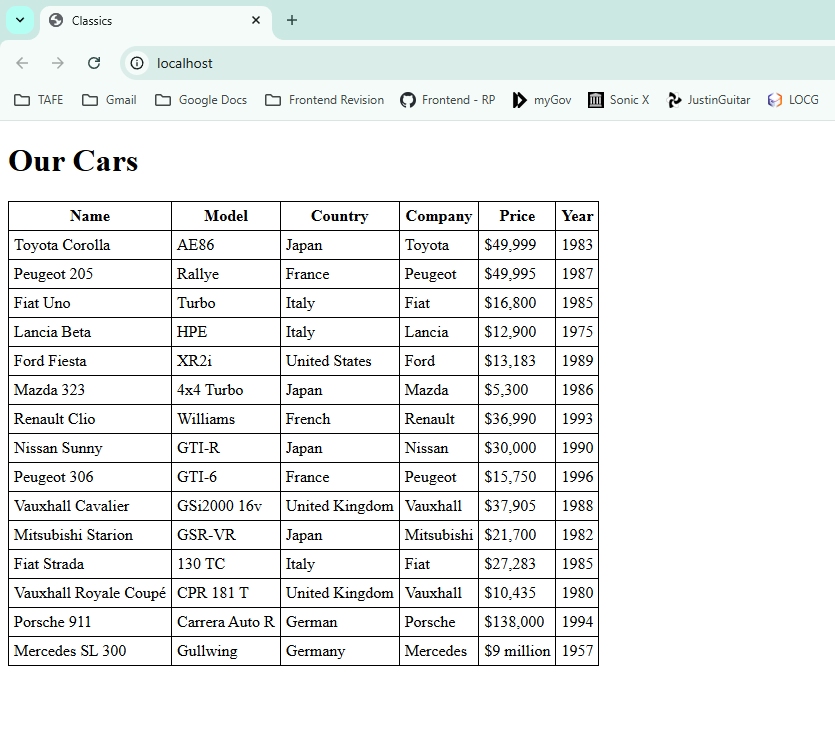 Classics
localhost
TAFE Gmail Google Docs Frontend Revision Frontend - RP myGov Sonic X JustinGuitar LOCG
Our Cars
Name Model Country Company Price Year
Toyota Corolla AE86 Japan Toyota $49,999 1983
Peugeot 205 Rallye France Peugeot $49,995 1987
Fiat Uno Turbo Italy Fiat $16,800 1985
Lancia Beta HPE Italy Lancia $12,900 1975
Ford Fiesta XR2i United States Ford $13,183 1989
Mazda 323 4x4 Turbo Japan Mazda $5,300 1986
Renault Clio Williams French Renault $36,990 1993
Nissan Sunny GTI-R Japan Nissan $30,000 1990
Peugeot 306 GTI-6 France Peugeot $15,750 1996
Vauxhall Cavalier GSi2000 16v United Kingdom Vauxhall $37,905 1988
Mitsubishi Starion GSR-VR Japan Mitsubishi $21,700 1982
Fiat Strada 130 TC Italy Fiat $27,283 1985
Vauxhall Royale Coupé CPR 181 T United Kingdom Vauxhall $10,435 1980
Porsche 911 Carrera Auto R German Porsche $138,000 1994
Mercedes SL 300 Gullwing Germany Mercedes $9 million 1957